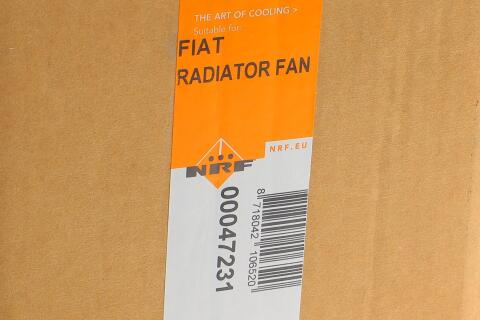 THE ART OF COOLING >
Suitable for:
FIAT
RADIATOR FAN
NRF.EU
NRF
00047231
8 718042 106520